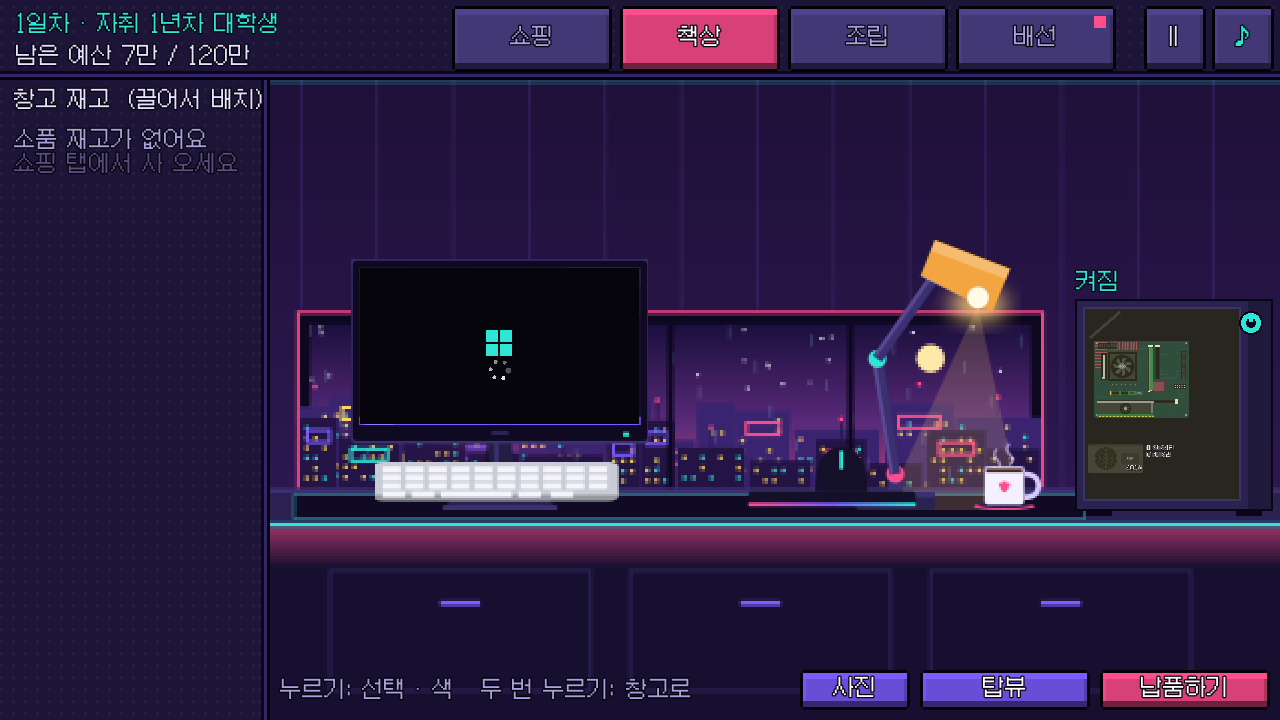 1일차 · 자취 1년차 대학생
남은 예산 7만 / 120만
쇼핑
책상
조립
배선
창고 재고 (끌어서 배치)
소품 재고가 없어요
쇼핑 탭에서 사 오세요
켜짐
누르기: 선택 · 색 두 번 누르기: 창고로
사진
탑뷰
납품하기